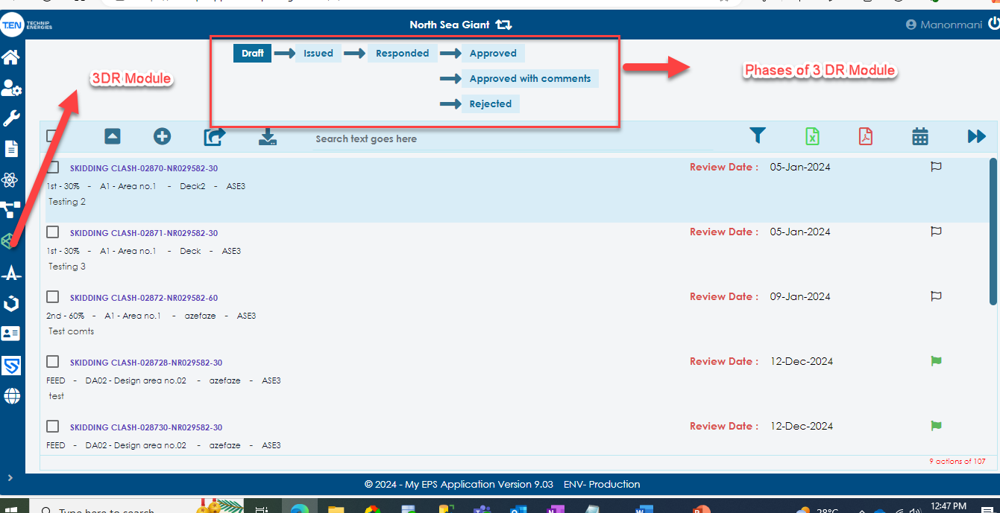 T.EN TECHNIP ENERGIES
North Sea Giant
Manonmani
Draft Issued Responded Approved
Approved with comments
Rejected
3DR Module
Phases of 3 DR Module
Search text goes here
SKIDDING CLASH-02870-NR029582-30 Review Date : 05-Jan-2024
1st - 30% - A1 - Area no.1 - Deck2 - ASE3
Testing 2
SKIDDING CLASH-02871-NR029582-30 Review Date : 05-Jan-2024
1st - 30% - A1 - Area no.1 - Deck - ASE3
Testing 3
SKIDDING CLASH-02872-NR029582-60 Review Date : 09-Jan-2024
2nd - 60% - A1 - Area no.1 - azefaze - ASE3
Test comts
SKIDDING CLASH-028728-NR029582-30 Review Date : 12-Dec-2024
FEED - DA02 - Design area no.02 - azefaze - ASE3
test
SKIDDING CLASH-028730-NR029582-30 Review Date : 12-Dec-2024
FEED - DA02 - Design area no.02 - azefaze - ASE3
9 actions of 107
© 2024 - My EPS Application Version 9.03 ENV- Production
Type here to search
28°C
12:47 PM